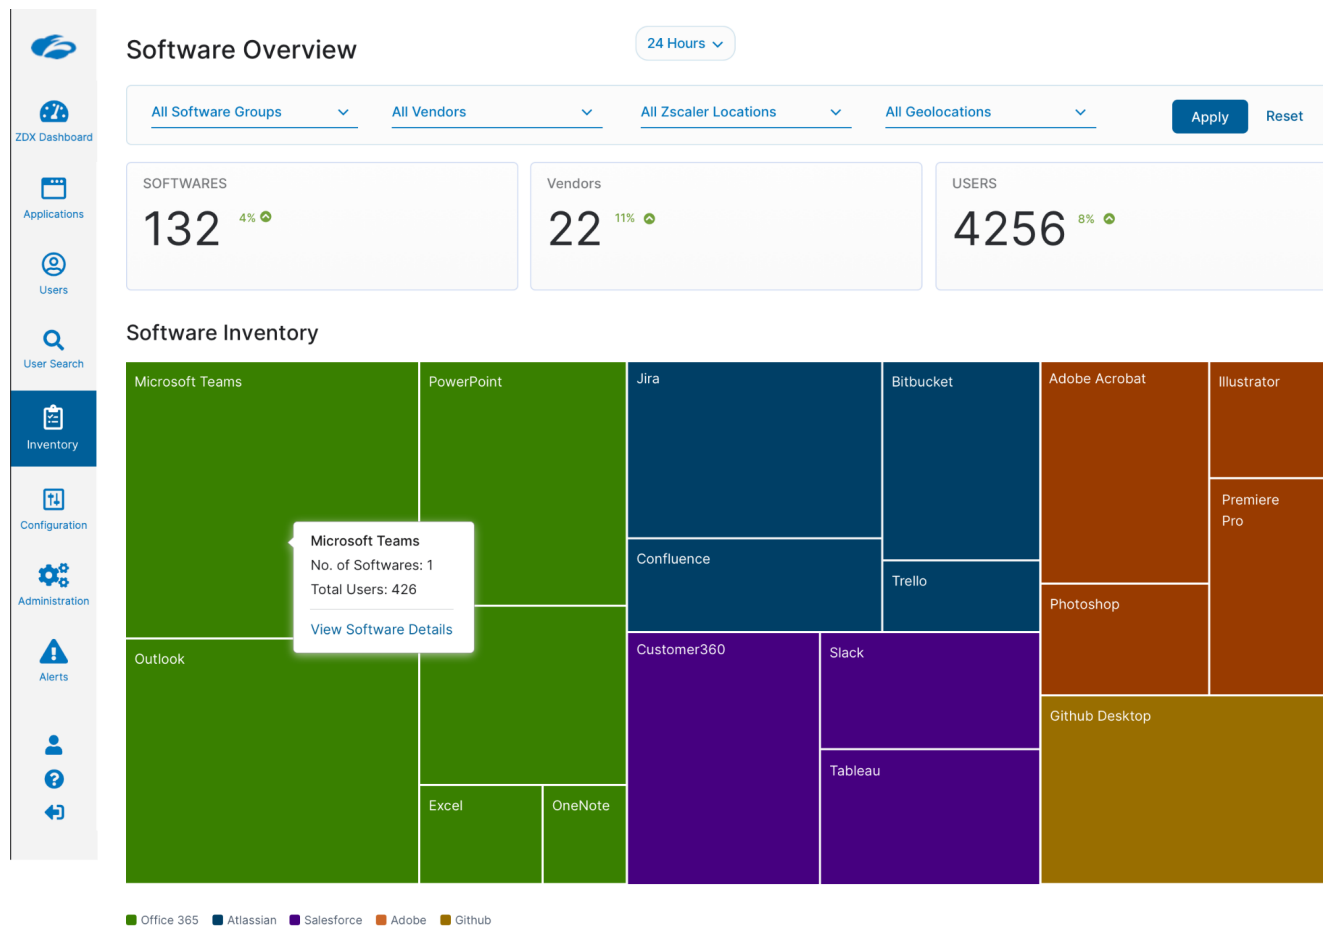 Software Overview
24 Hours
ZDX Dashboard
Applications
Users
User Search
Inventory
Configuration
Administration
Alerts
All Software Groups
All Vendors
All Zscaler Locations
All Geolocations
Apply
Reset
SOFTWARES
132 4%
Vendors
22 11%
USERS
4256 8%
Software Inventory
Microsoft Teams
PowerPoint
Jira
Bitbucket
Adobe Acrobat
Illustrator
Premiere
Pro
Microsoft Teams
No. of Softwares: 1
Total Users: 426
View Software Details
Confluence
Trello
Photoshop
Outlook
Customer360
Slack
Github Desktop
Tableau
Excel
OneNote
Office 365
Atlassian
Salesforce
Adobe
Github